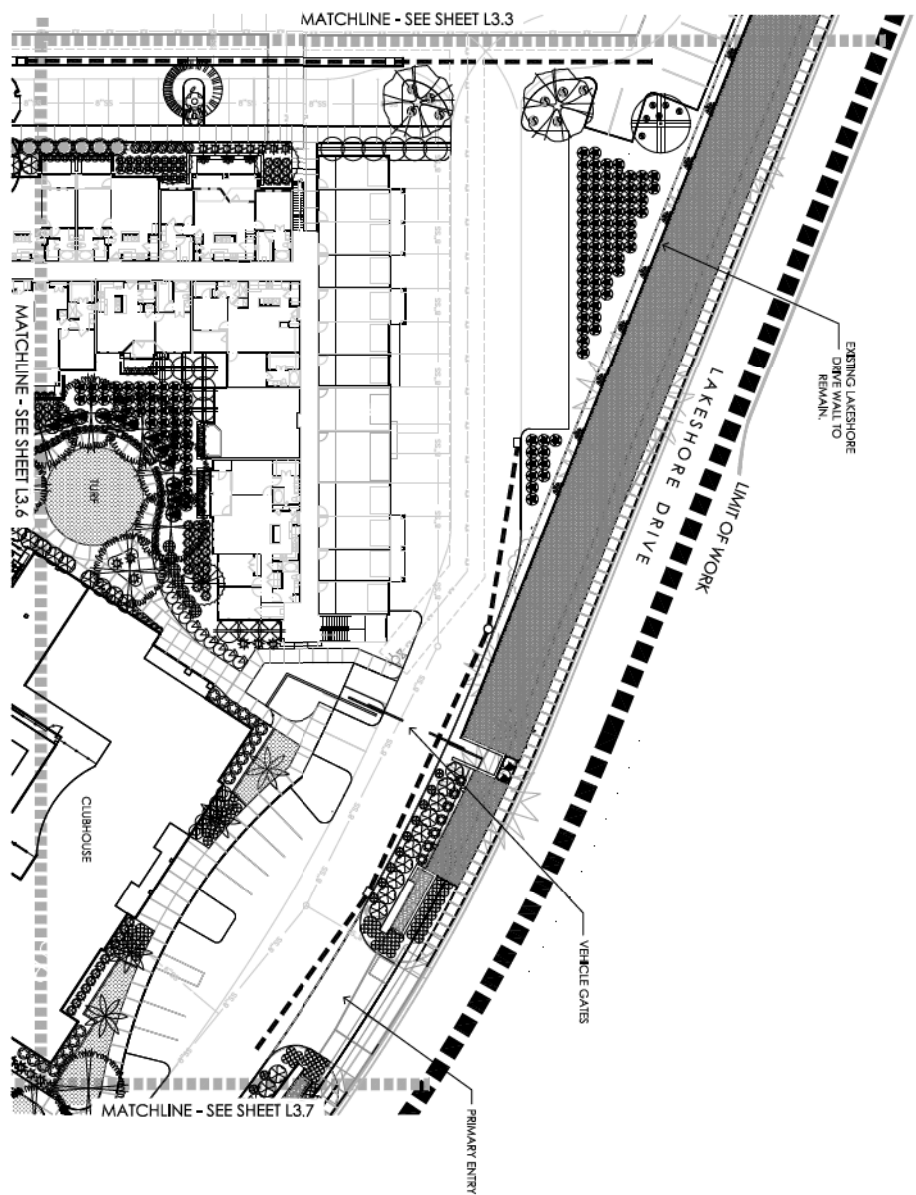 MATCHLINE - SEE SHEET L3.3
EXISTING LAKESHORE
DRIVE WALL TO
REMAIN.
MATCHLINE - SEE SHEET L3.6
LAKESHORE DRIVE
LIMIT OF WORK
TURF
CLUBHOUSE
VEHICLE GATES
MATCHLINE - SEE SHEET L3.7
PRIMARY ENTRY